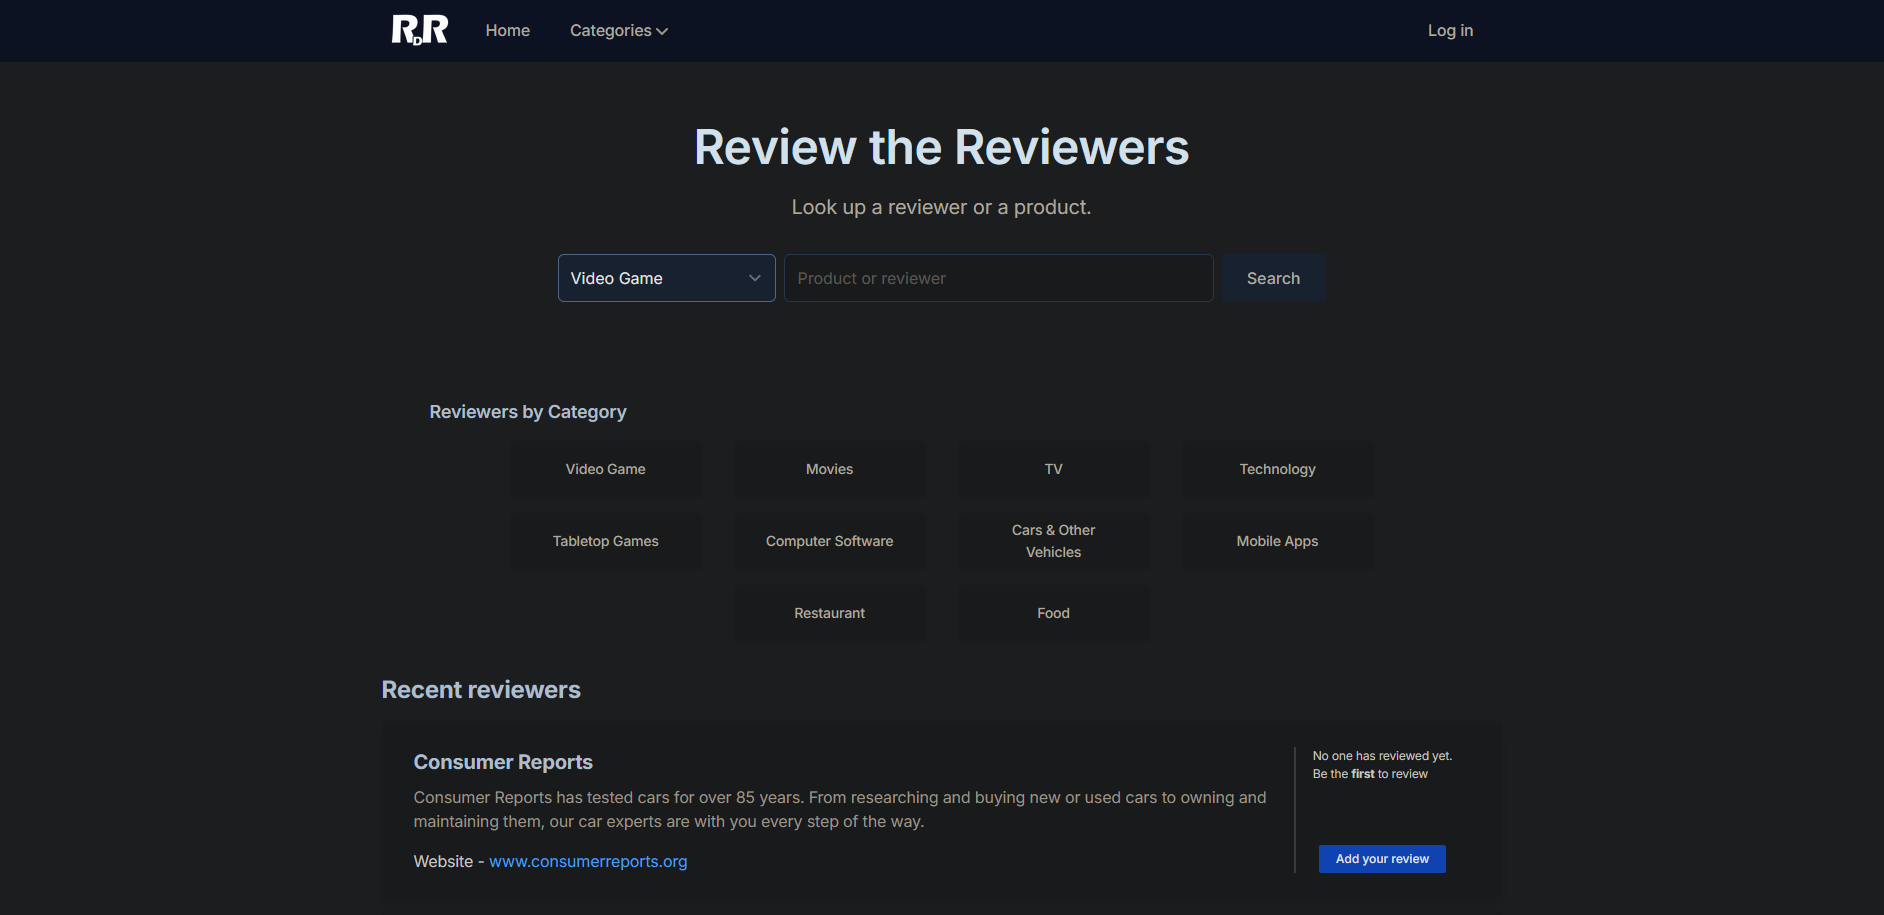 RDR
Home
Categories
Log in
Review the Reviewers
Look up a reviewer or a product.
Video Game
Product or reviewer
Search
Reviewers by Category
Video Game
Movies
TV
Technology
Tabletop Games
Computer Software
Cars & Other
Vehicles
Mobile Apps
Restaurant
Food
Recent reviewers
Consumer Reports
Consumer Reports has tested cars for over 85 years. From researching and buying new or used cars to owning and
maintaining them, our car experts are with you every step of the way.
Website - www.consumerreports.org
No one has reviewed yet.
Be the first to review
Add your review